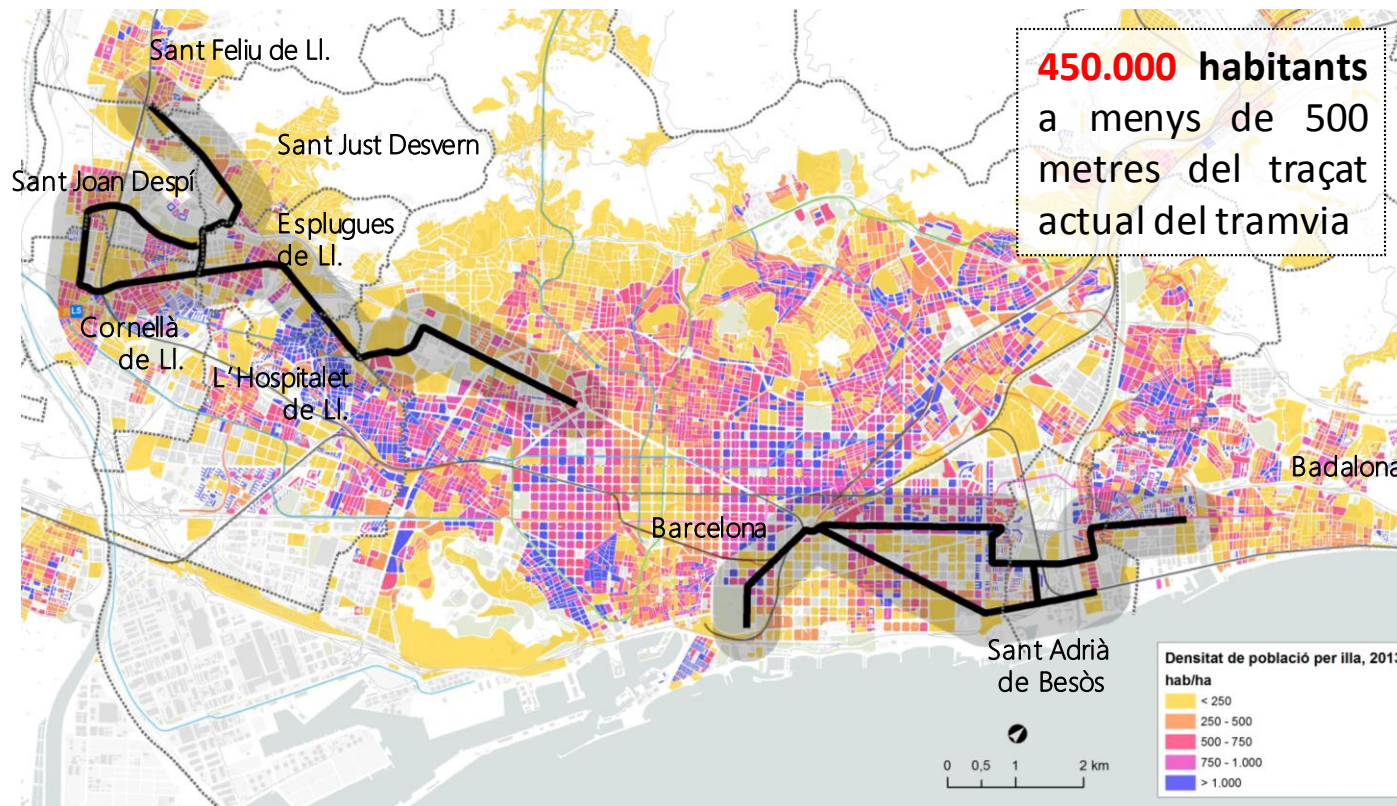 450.000 habitants
a menys de 500
metres del traçat
actual del tramvia
Sant Feliu de Ll.
Sant Just Desvern
Sant Joan Despí
Esplugues
de Ll.
L5
Cornellà
de Ll.
L'Hospitalet
de Ll.
Badalona
Barcelona
Sant Adrià
de Besòs
Densitat de població per illa, 2013
hab/ha
< 250
250 - 500
500 - 750
750 - 1.000
> 1.000
0 0,5 1 2 km